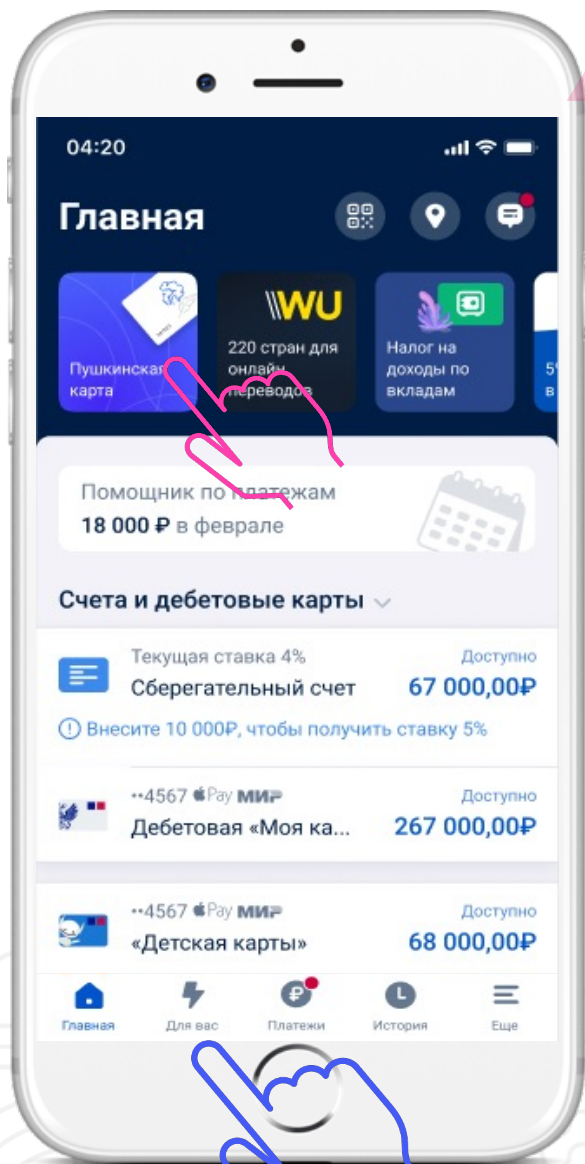 04:20
Главная
WU
Пушкинская
карта
220 стран для
онлайн
переводов
Налог на
доходы по
вкладам
5
в
Помощник по платежам
18 000 ₽ в феврале
Счета и дебетовые карты
Текущая ставка 4%
Доступно
Сберегательный счет
67 000,00₽
Внесите 10 000₽, чтобы получить ставку 5%
••4567 Pay МИР
Доступно
Дебетовая «Моя ка...
267 000,00₽
••4567 Pay МИР
Доступно
«Детская карты»
68 000,00₽
Главная
Для вас
Платежи
История
Еще